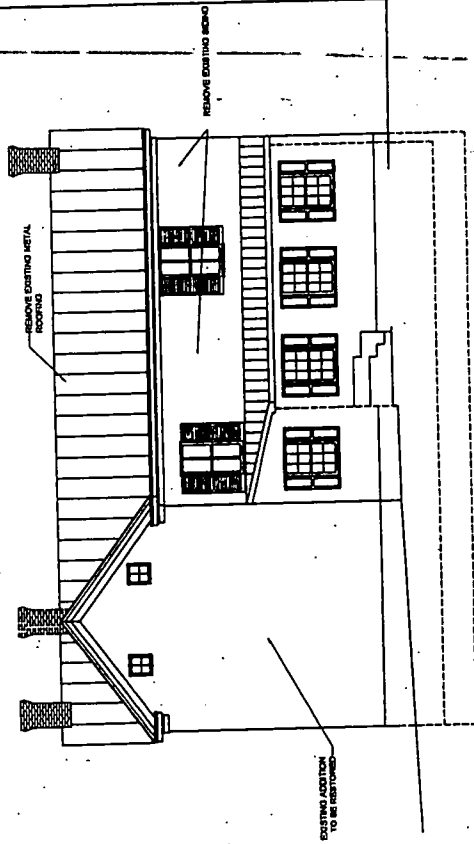 REMOVE EXISTING SIDING
REMOVE EXISTING METAL
ROOFING
EXISTING ADDITION
TO BE RESTORED